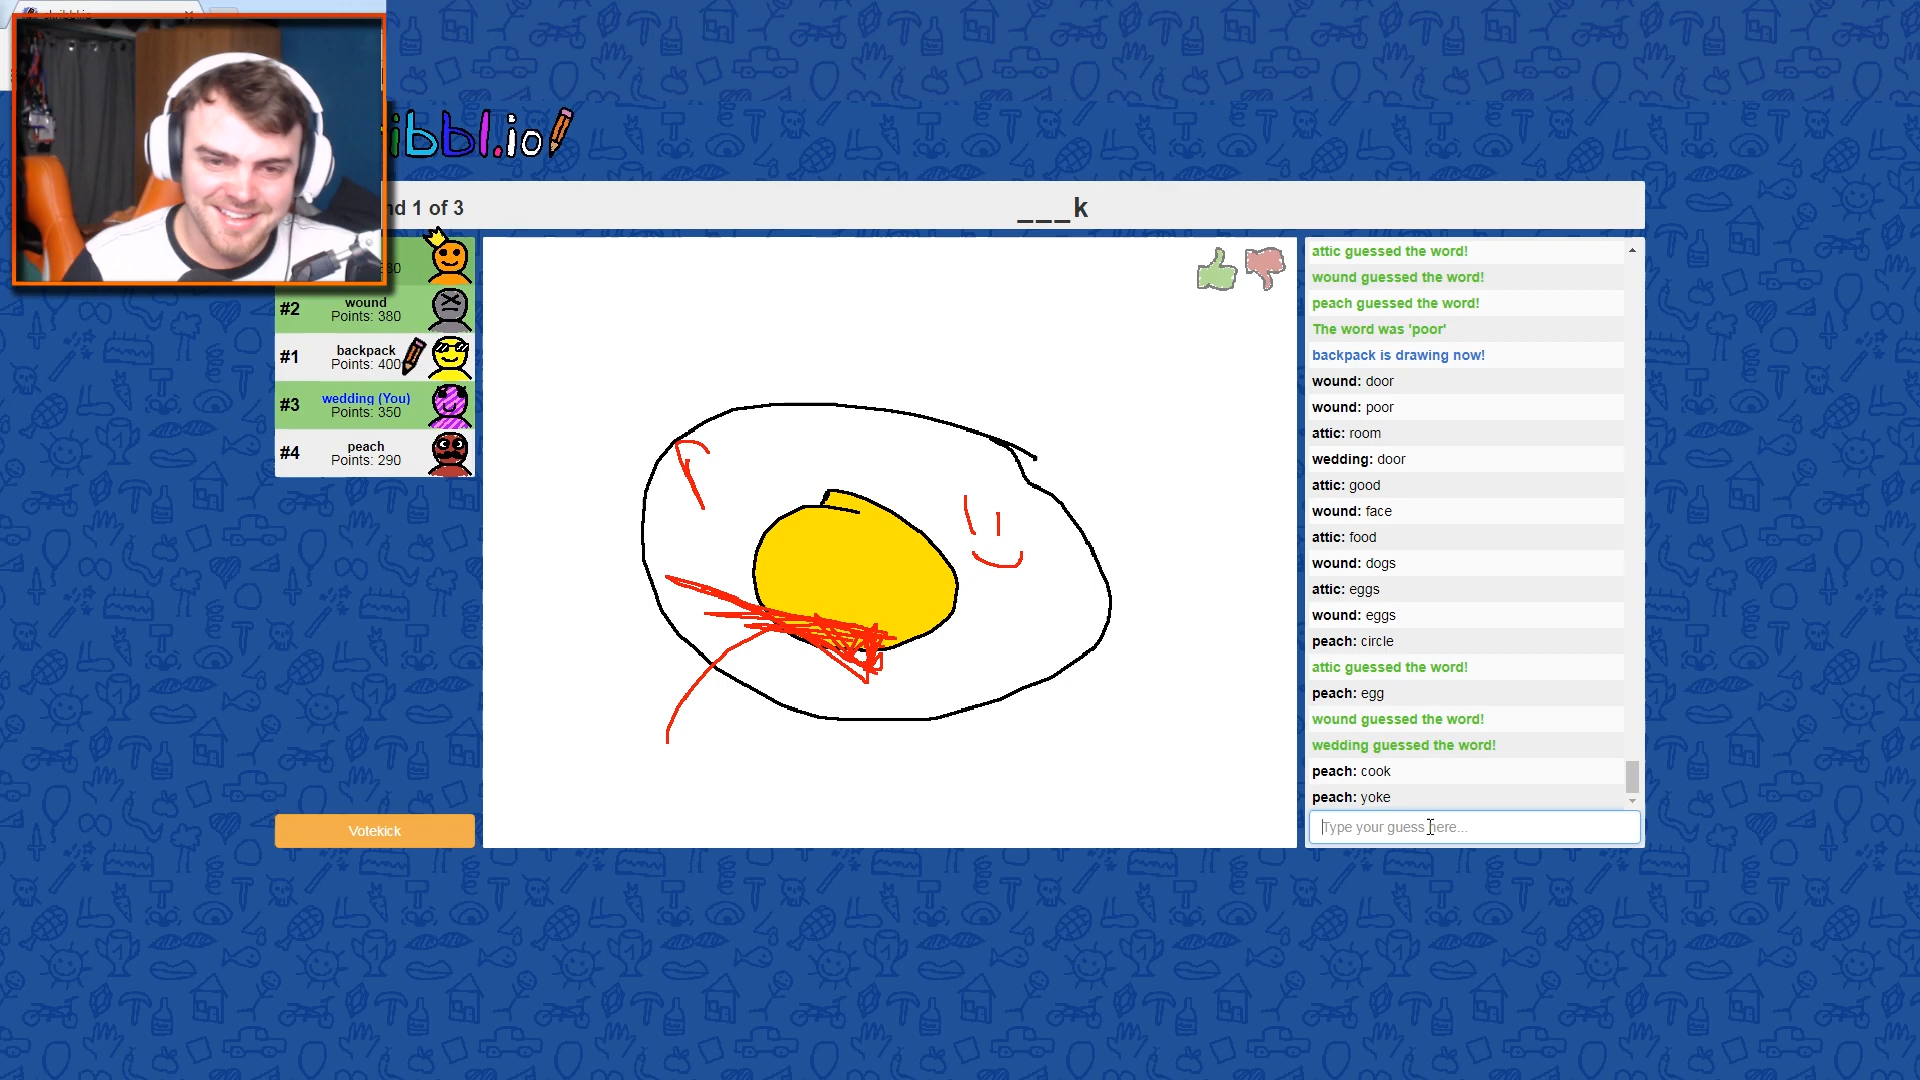 ibbl.io
nd 1 of 3
___k
80
#2
wound
Points: 380
#1
backpack
Points: 400
#3
wedding (You)
Points: 350
#4
peach
Points: 290
Votekick
attic guessed the word!
wound guessed the word!
peach guessed the word!
The word was 'poor'
backpack is drawing now!
wound: door
wound: poor
attic: room
wedding: door
attic: good
wound: face
attic: food
wound: dogs
attic: eggs
wound: eggs
peach: circle
attic guessed the word!
peach: egg
wound guessed the word!
wedding guessed the word!
peach: cook
peach: yoke
Type your guess here...